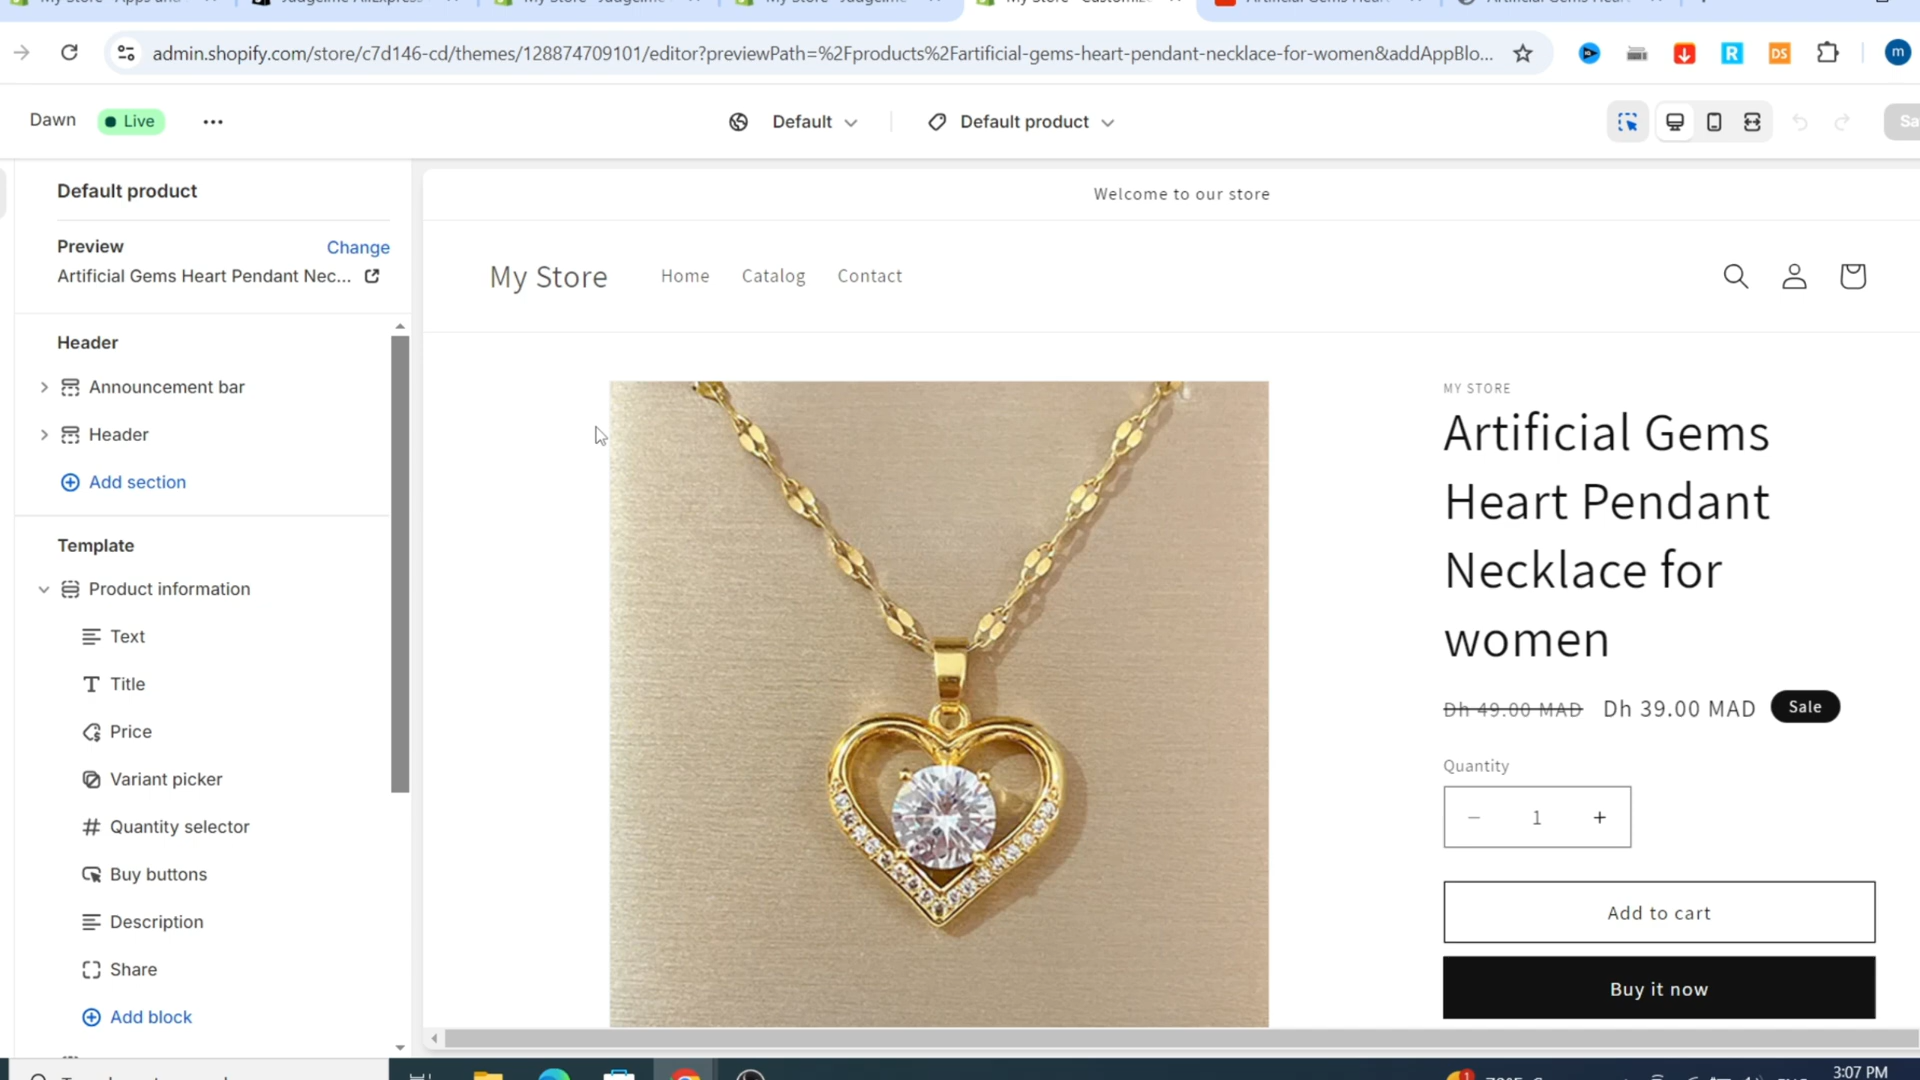 admin.shopify.com/store/c7d146-cd/themes/128874709101/editor?previewPath=%2Fproducts%2Fartificial-gems-heart-pendant-necklace-for-women&addAppBlo...
R
DS
m
Dawn
Live
Default
Default product
Default product
Preview
Change
Artificial Gems Heart Pendant Nec...
Header
Announcement bar
Header
Add section
Template
Product information
Text
Title
Price
Variant picker
Quantity selector
Buy buttons
Description
Share
Add block
Welcome to our store
My Store
Home
Catalog
Contact
MY STORE
Artificial Gems
Heart Pendant
Necklace for
women
Dh 49.00 MAD
Dh 39.00 MAD
Sale
Quantity
1
Add to cart
Buy it now
3:07 PM